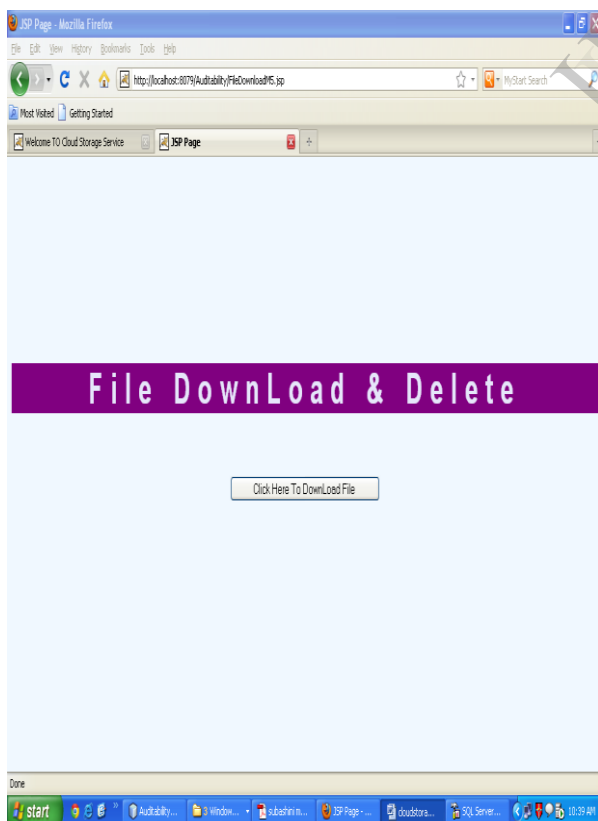 JSP Page - Mozilla Firefox
File Edit View History Bookmarks Tools Help
http://localhost:8079/Auditability/FileDownloadM5.jsp
MyStart Search
Most Visited Getting Started
Welcome TO Cloud Storage Service JSP Page
File DownLoad & Delete
Click Here To DownLoad File
Done
start Auditability... 3 Window... subashini m... JSP Page - ... cloudstora... SQL Server... 10:39 AM